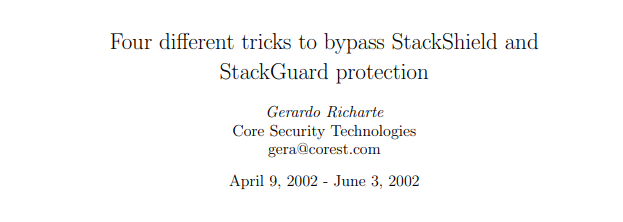 Four different tricks to bypass StackShield and
StackGuard protection
Gerardo Richarte
Core Security Technologies
gera@corest.com
April 9, 2002 - June 3, 2002